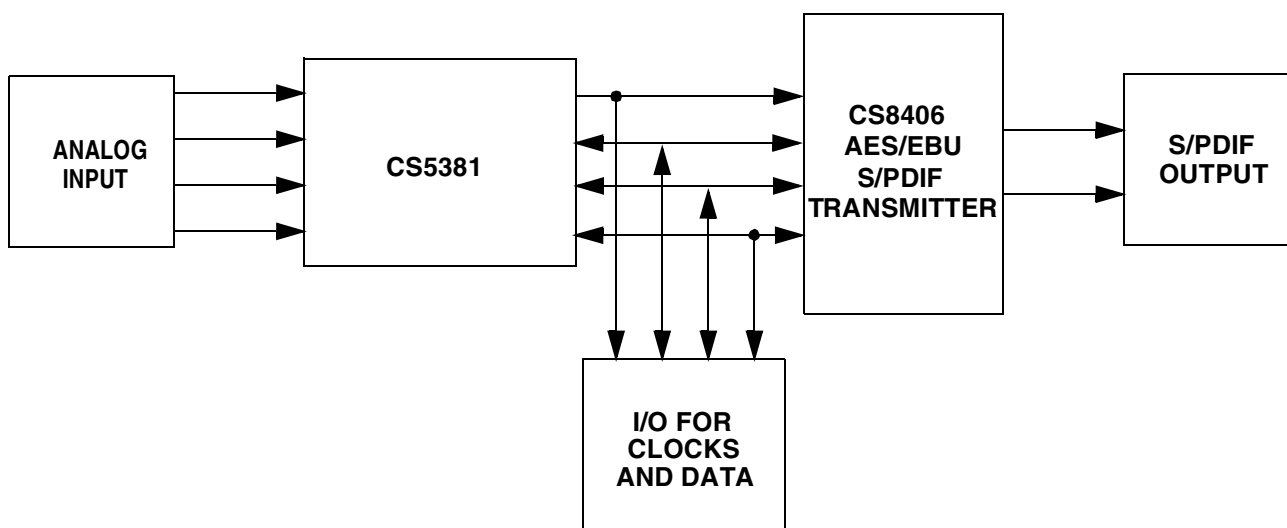 ANALOG
INPUT
CS5381
CS8406
AES/EBU
S/PDIF
TRANSMITTER
S/PDIF
OUTPUT
I/O FOR
CLOCKS
AND DATA